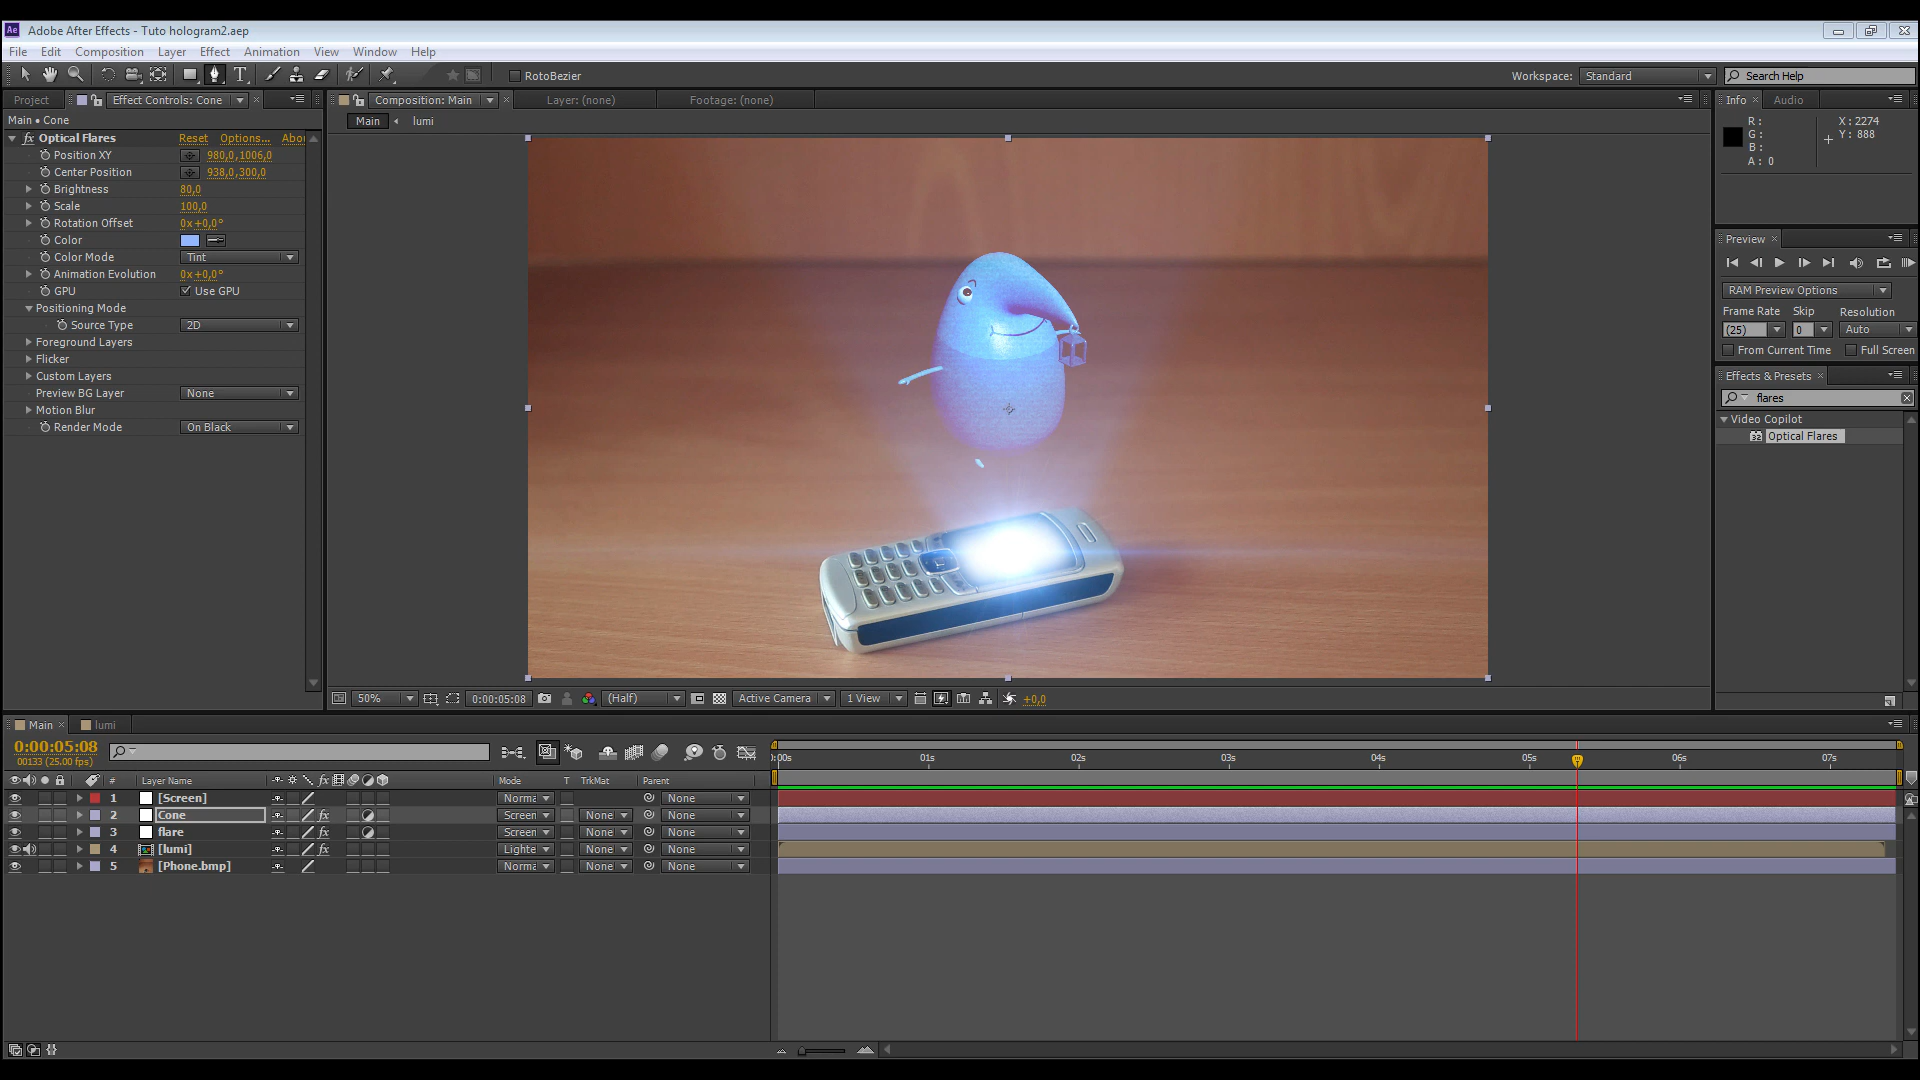 Ae Adobe After Effects - Tuto hologram2.aep
File Edit Composition Layer Effect Animation View Window Help
T RotoBezier Workspace: Standard Search Help
Project Effect Controls: Cone
Main • Cone
fx Optical Flares Reset Options... Abo
Position XY 980,0,1006,0
Center Position 938,0,300,0
Brightness 80,0
Scale 100,0
Rotation Offset 0x+0,0°
Color
Color Mode Tint
Animation Evolution 0x+0,0°
GPU Use GPU
Positioning Mode
Source Type 2D
Foreground Layers
Flicker
Custom Layers
Preview BG Layer None
Motion Blur
Render Mode On Black
Composition: Main Layer: (none) Footage: (none)
Main lumi
50% 0:00:05:08 (Half) Active Camera 1 View +0,0
Info Audio
R : X : 2274
G : Y : 888
B :
A : 0
Preview
RAM Preview Options
Frame Rate Skip Resolution
(25) 0 Auto
From Current Time Full Screen
Effects & Presets
flares
Video Copilot
32 Optical Flares
Main lumi
0:00:05:08
00133 (25.00 fps)
# Layer Name fx Mode T TrkMat Parent
1 [Screen] Norma None
2 Cone fx Screen None None
3 flare fx Screen None None
4 [lumi] fx Lighte None None
5 [Phone.bmp] Norma None None
):00s 01s 02s 03s 04s 05s 06s 07s